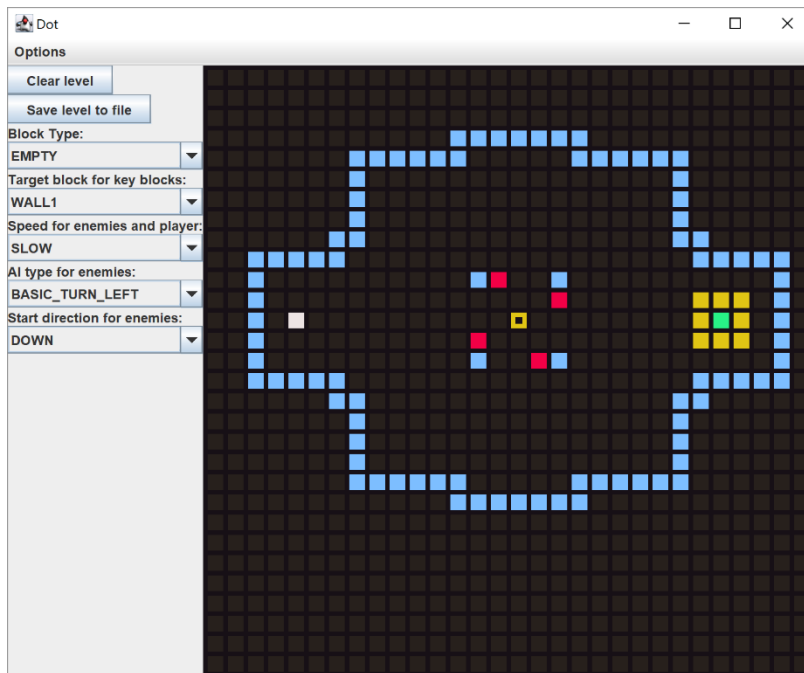 Dot
Options
Clear level
Save level to file
Block Type:
EMPTY
Target block for key blocks:
WALL1
Speed for enemies and player:
SLOW
AI type for enemies:
BASIC_TURN_LEFT
Start direction for enemies:
DOWN